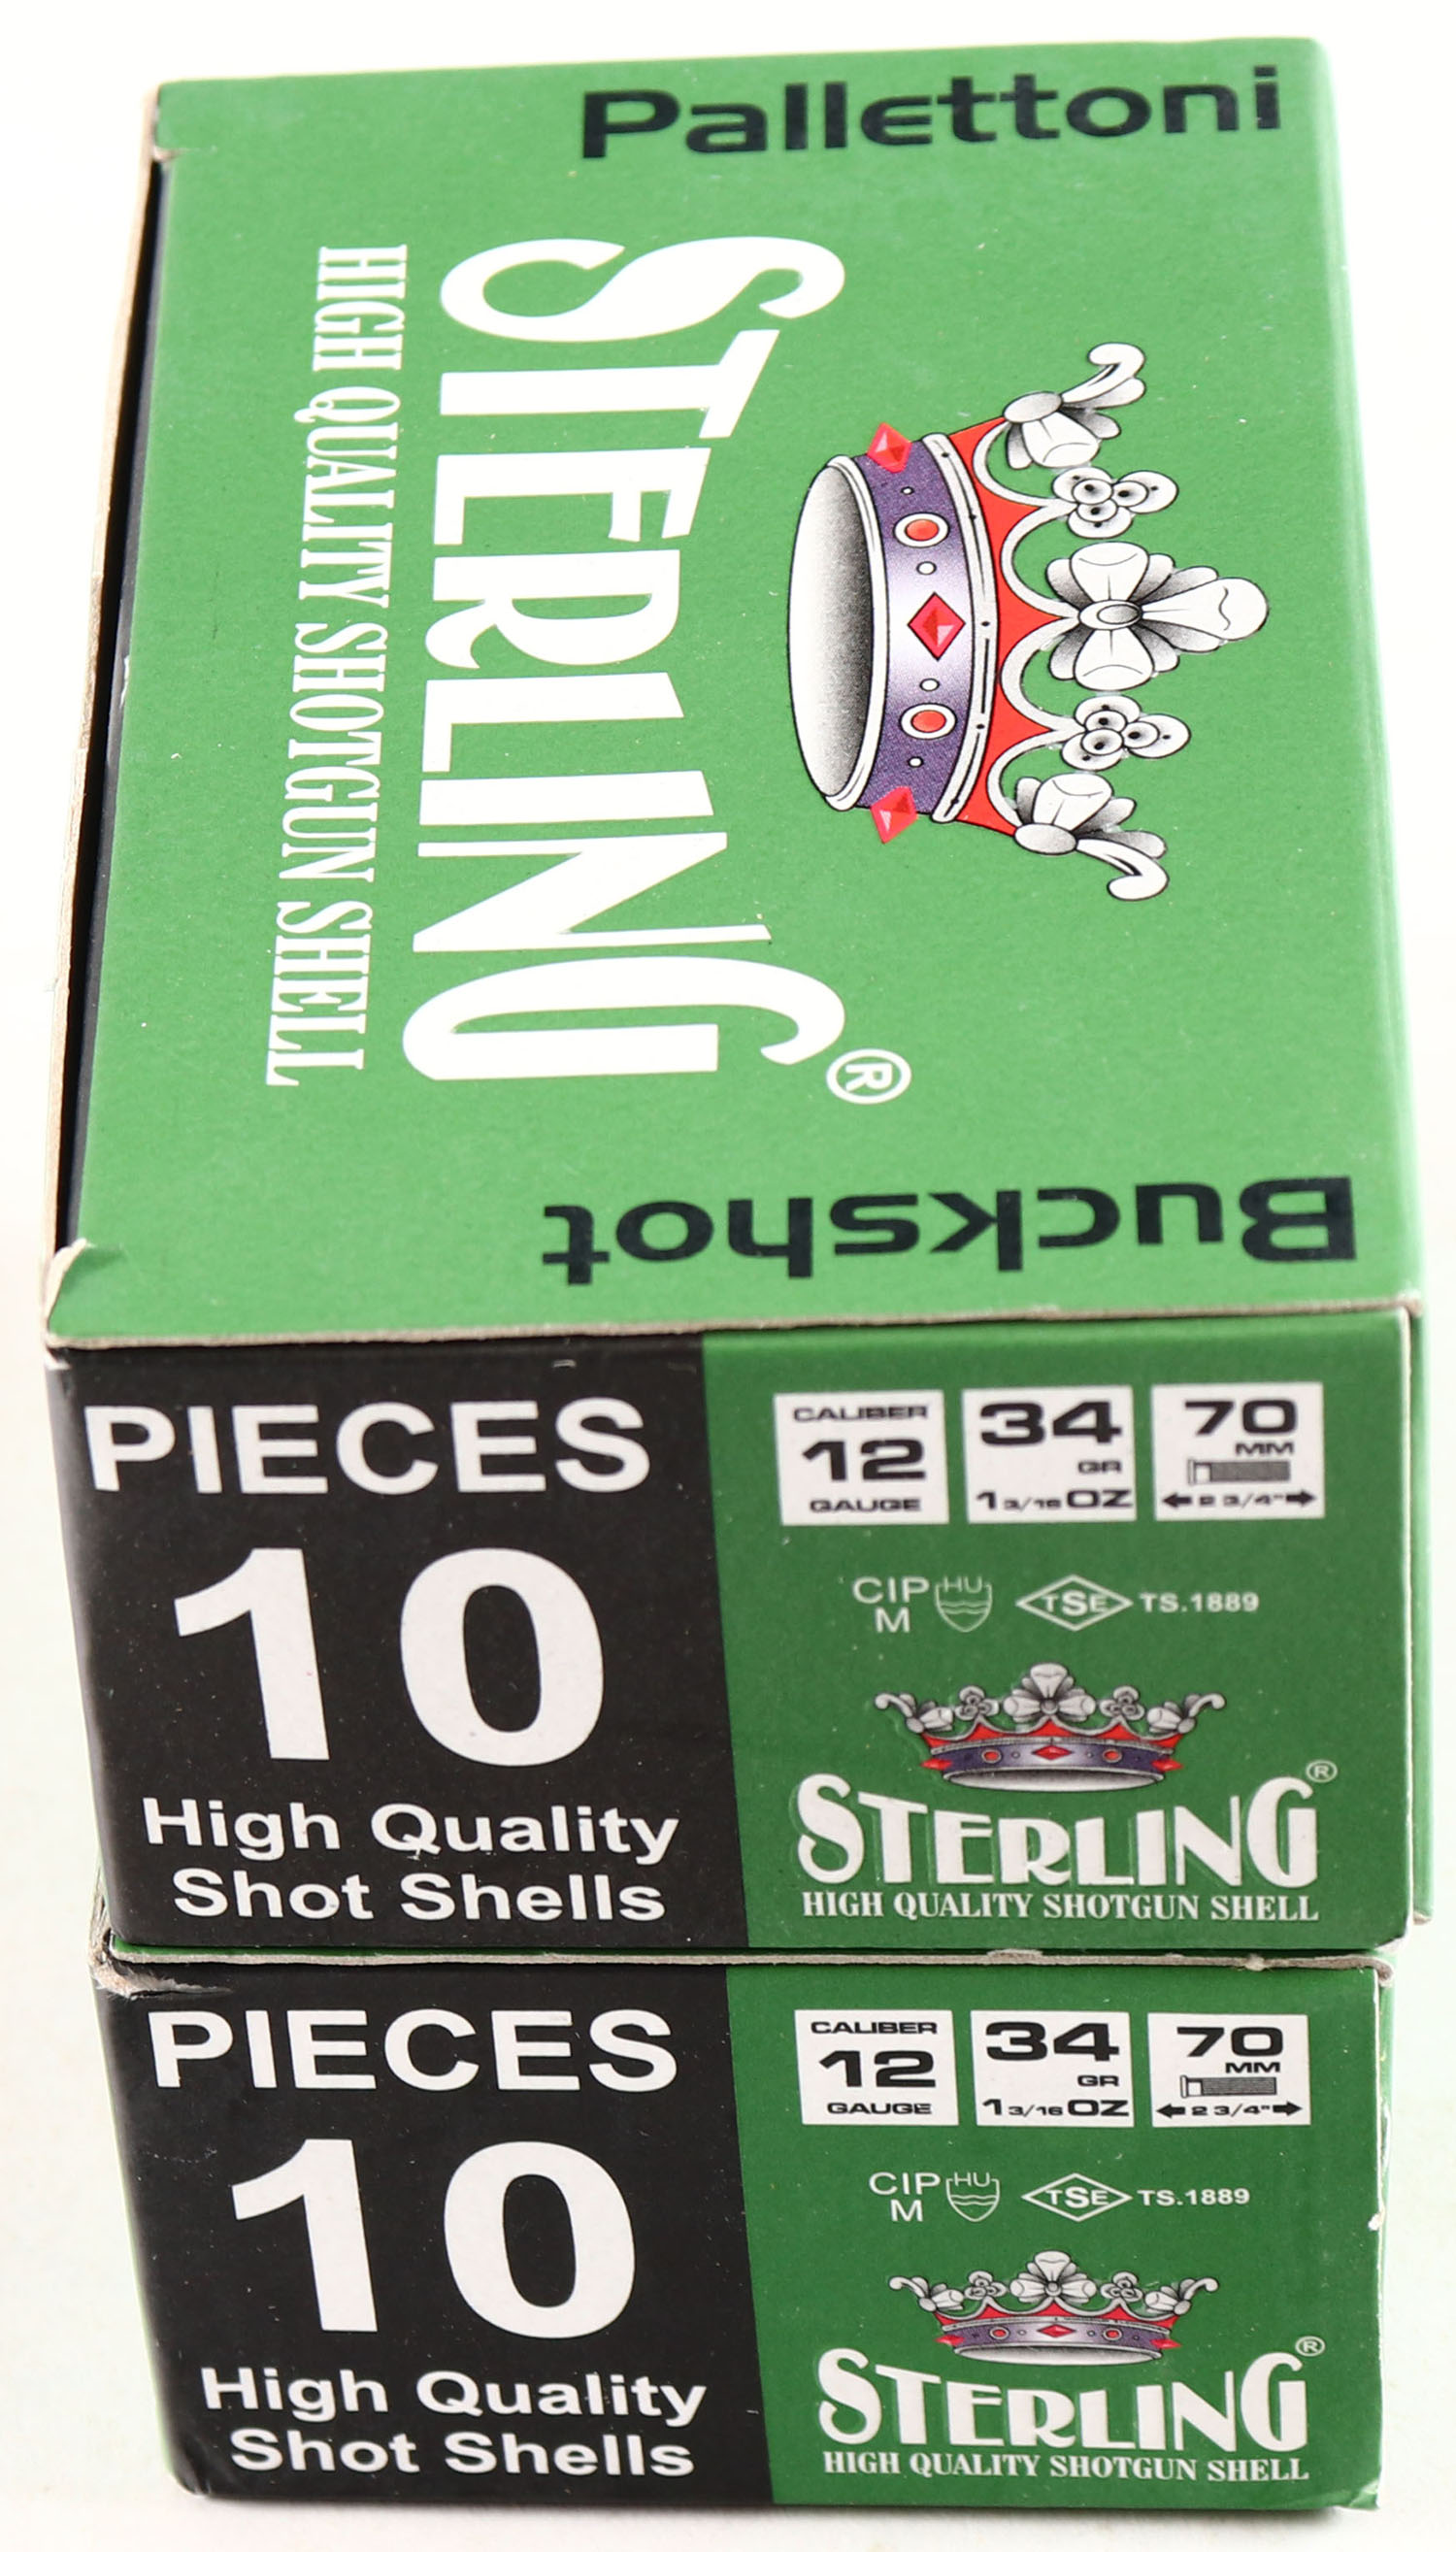 Pallettoni
STERLING®
HIGH QUALITY SHOTGUN SHELL
Buckshot
PIECES
10
High Quality
Shot Shells
CALIBER
12
GAUGE
34
GR
1 3/16 OZ
70
MM
2 3/4"
CIP
M
HU
TSE
TS.1889
STERLING®
HIGH QUALITY SHOTGUN SHELL
PIECES
10
High Quality
Shot Shells
CALIBER
12
GAUGE
34
GR
1 3/16 OZ
70
MM
2 3/4"
CIP
M
HU
TSE
TS.1889
STERLING®
HIGH QUALITY SHOTGUN SHELL